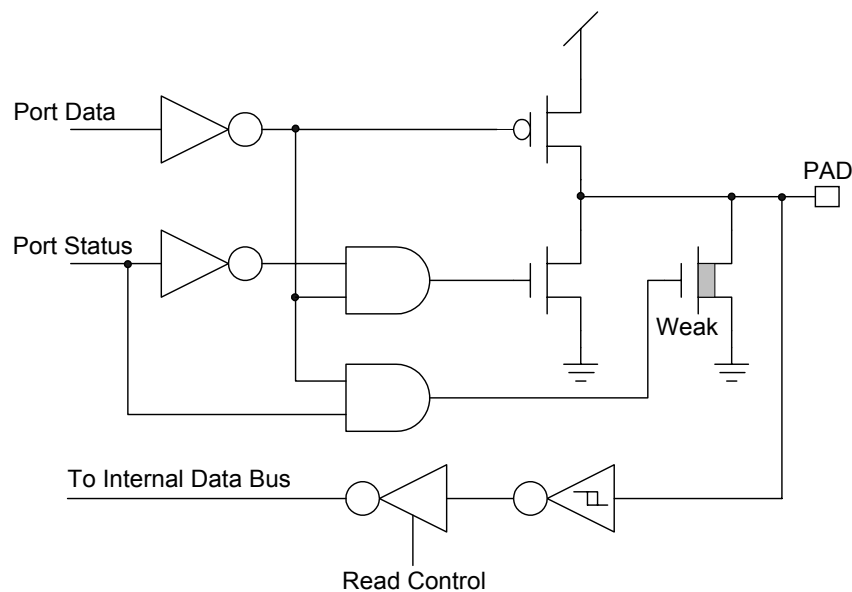 Port Data
PAD
Port Status
Weak
To Internal Data Bus
Read Control